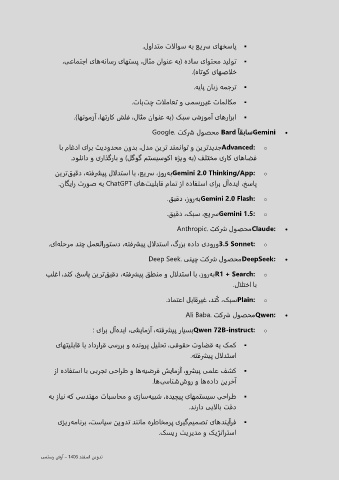 ▪ پاسخهای سریع به سوالات متداول.
▪ تولید محتوای ساده (به عنوان مثال، پستهای رسانه‌های اجتماعی،
خلاصهای کوتاه).
▪ ترجمه زبان پایه.
▪ مکالمات غیررسمی و تعاملات چت‌بات.
▪ ابزارهای آموزشی سبک (به عنوان مثال، فلش کارتها، آزمونها).
• Gemini سابقاً Bard محصول شرکت Google.
o Advanced: جدیدترین و توانمند ترین مدل، بدون محدودیت برای ادغام با
فضاهای کاری مختلف (به ویژه اکوسیستم گوگل) و بارگذاری و دانلود.
o Gemini 2.0 Thinking/App: به‌روز، سریع، با استدلال پیشرفته، دقیق‌ترین
پاسخ. ایده‌آل برای استفاده از تمام قابلیت‌های ChatGPT به صورت رایگان.
o Gemini 2.0 Flash: به‌روز، دقیق.
o Gemini 1.5: سریع، سبک، دقیق.
• Claude: محصول شرکت Anthropic.
o 3.5 Sonnet: ورودی داده بزرگ، استدلال پیشرفته، دستورالعمل چند مرحله‌ای.
• DeepSeek: محصول شرکت چینی Deep Seek.
o R1 + Search: به‌روز، با استدلال و منطق پیشرفته، دقیق‌ترین پاسخ. کند، اغلب
با اختلال.
o Plain: سبک، کُند، غیرقابل اعتماد.
• Qwen: محصول شرکت Ali Baba.
o Qwen 72B-instruct: بسیار پیشرفته، آزمایشی، ایده‌آل برای :
▪ کمک به قضاوت حقوقی، تحلیل پرونده و بررسی قرارداد با قابلیتهای
استدلال پیشرفته.
▪ کشف علمی پیشرو، آزمایش فرضیه‌ها و طراحی تجربی با استفاده از
آخرین داده‌ها و روش‌شناسی‌ها.
▪ طراحی سیستمهای پیچیده، شبیه‌سازی و محاسبات مهندسی که نیاز به
دقت بالایی دارند.
▪ فرآیندهای تصمیم‌گیری پرمخاطره مانند تدوین سیاست، برنامه‌ریزی
استراتژیک و مدیریت ریسک.